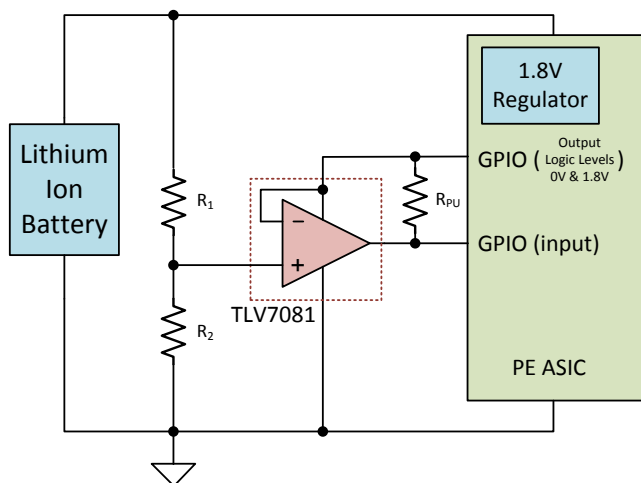 1.8V
Regulator
Lithium
Ion
Battery
R1
R2
−
+
TLV7081
RPU
GPIO (Output
Logic Levels
0V & 1.8V)
GPIO (input)
PE ASIC